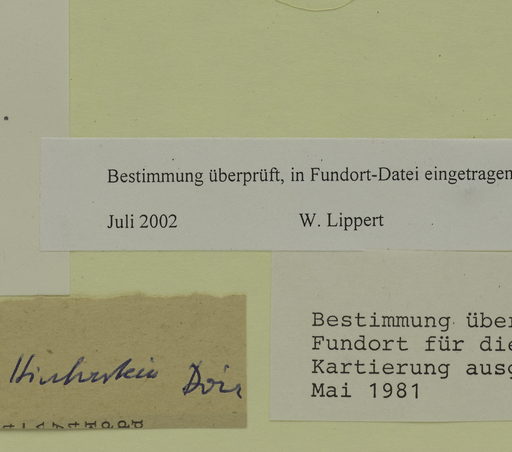 Bestimmung überprüft, in Fundort-Datei eingetragen
Juli 2002 W. Lippert
Bestimmung über
Fundort für die
Kartierung ausg
Mai 1981